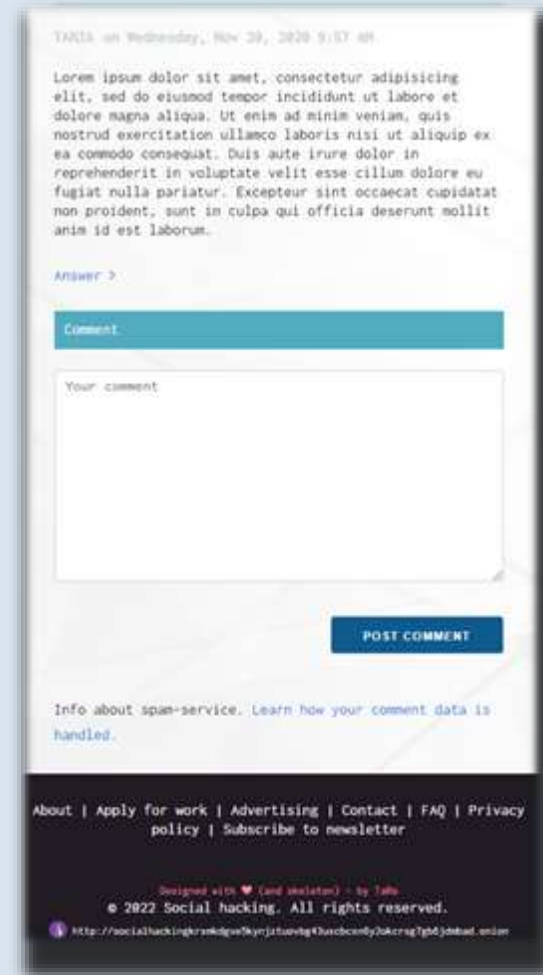 TANIA on Wednesday, Nov 20, 2020 9:57 AM
Lorem ipsum dolor sit amet, consectetur adipisicing
elit, sed do eiusmod tempor incididunt ut labore et
dolore magna aliqua. Ut enim ad minim veniam, quis
nostrud exercitation ullamco laboris nisi ut aliquip ex
ea commodo consequat. Duis aute irure dolor in
reprehenderit in voluptate velit esse cillum dolore eu
fugiat nulla pariatur. Excepteur sint occaecat cupidatat
non proident, sunt in culpa qui officia deserunt mollit
anim id est laborum.
Answer >
Comment
Your comment
POST COMMENT
Info about spam-service. Learn how your comment data is
handled.
About | Apply for work | Advertising | Contact | FAQ | Privacy
policy | Subscribe to newsletter
Designed with ♥ (and skeleton) - by TaRo
© 2022 Social hacking. All rights reserved.